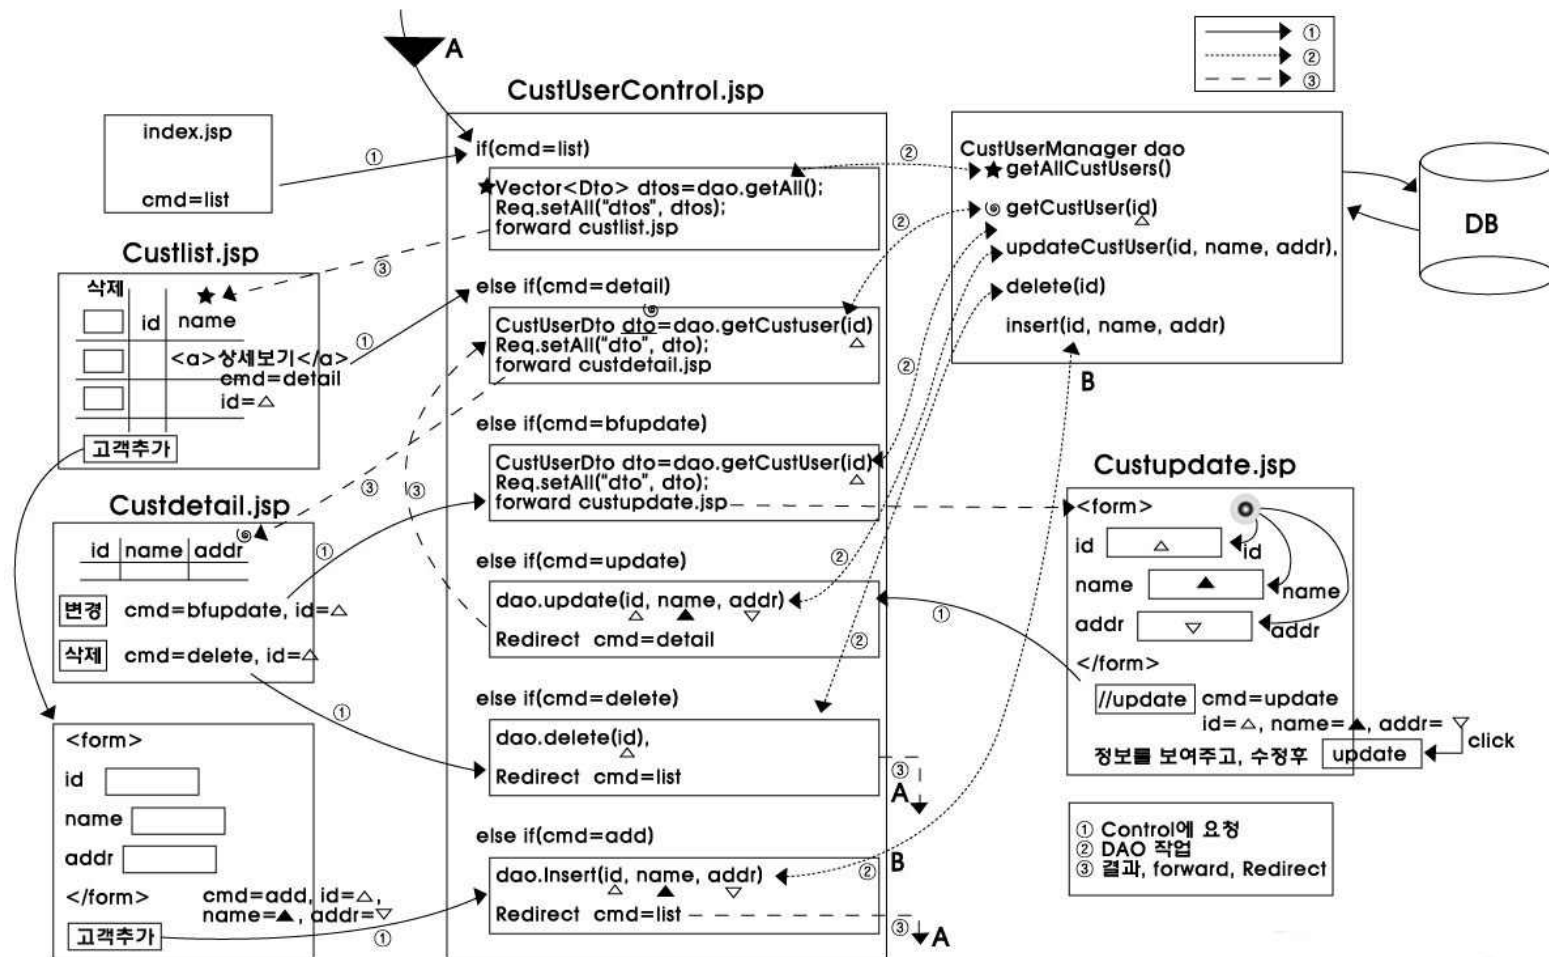 A
①
②
③
CustUserControl.jsp
index.jsp
cmd=list
①
if(cmd=list)
★Vector<Dto> dtos=dao.getAll();
Req.setAll("dtos", dtos);
forward custlist.jsp
②
CustUserManager dao
★ getAllCustUsers()
getCustUser(id)
△
updateCustUser(id, name, addr),
delete(id)
insert(id, name, addr)
DB
②
③
B
Custlist.jsp
삭제
★
id name
<a>상세보기</a>
cmd=detail
id=△
고객추가
①
else if(cmd=detail)
CustUserDto dto=dao.getCustuser(id)
△
Req.setAll("dto", dto);
forward custdetail.jsp
②
③
③
else if(cmd=bfupdate)
CustUserDto dto=dao.getCustUser(id)
△
Req.setAll("dto", dto);
forward custupdate.jsp
Custdetail.jsp
id name addr
변경 cmd=bfupdate, id=△
삭제 cmd=delete, id=△
①
①
else if(cmd=update)
dao.update(id, name, addr)
△ ▲ ▽
Redirect cmd=detail
②
②
①
Custupdate.jsp
<form>
id △ id
name ▲ name
addr ▽ addr
</form>
//update cmd=update
id=△, name=▲, addr= ▽
click
정보를 보여주고, 수정후 update
else if(cmd=delete)
dao.delete(id),
△
Redirect cmd=list
③
A
<form>
id
name
addr
</form>
cmd=add, id=△,
name=▲, addr=▽
고객추가
①
else if(cmd=add)
dao.Insert(id, name, addr)
△ ▲ ▽
Redirect cmd=list
②
B
③
A
① Control에 요청
② DAO 작업
③ 결과, forward, Redirect